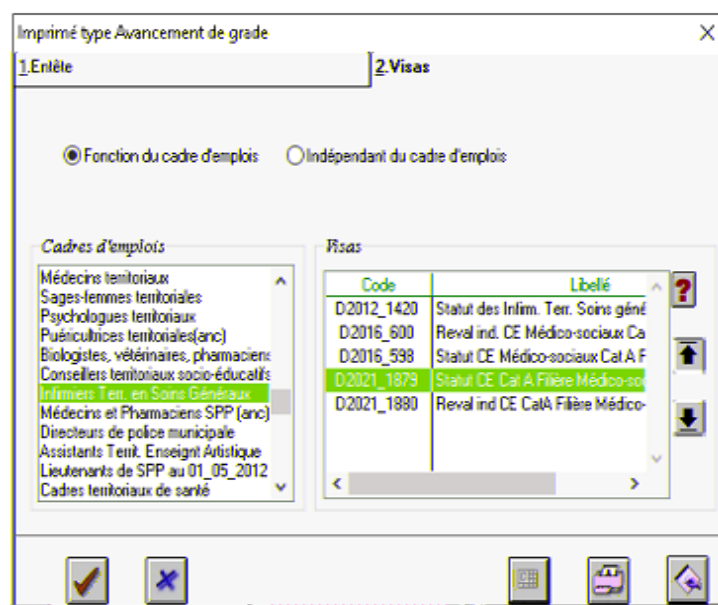 Imprimé type Avancement de grade
1.Entête
2.Visas
Fonction du cadre d'emplois
Indépendant du cadre d'emplois
Cadres d'emplois
Médecins territoriaux
Sages-femmes territoriales
Psychologues territoriaux
Puéricultrices territoriales(anc)
Biologistes, vétérinaires, pharmaciens
Conseillers territoriaux socio-éducatifs
Infirmiers Terr. en Soins Généraux
Médecins et Pharmaciens SPP (anc)
Directeurs de police municipale
Assistants Territ. Enseignt Artistique
Lieutenants de SPP au 01_05_2012
Cadres territoriaux de santé
Visas
Code Libellé
D2012_1420 Statut des Infirm. Terr. Soins géné
D2016_600 Reval ind. CE Médico-sociaux Ca
D2016_598 Statut CE Médico-sociaux Cat A F
D2021_1879 Statut CE Cat A Filière Médico-soc
D2021_1880 Reval ind CE CatA Filière Médico-
?